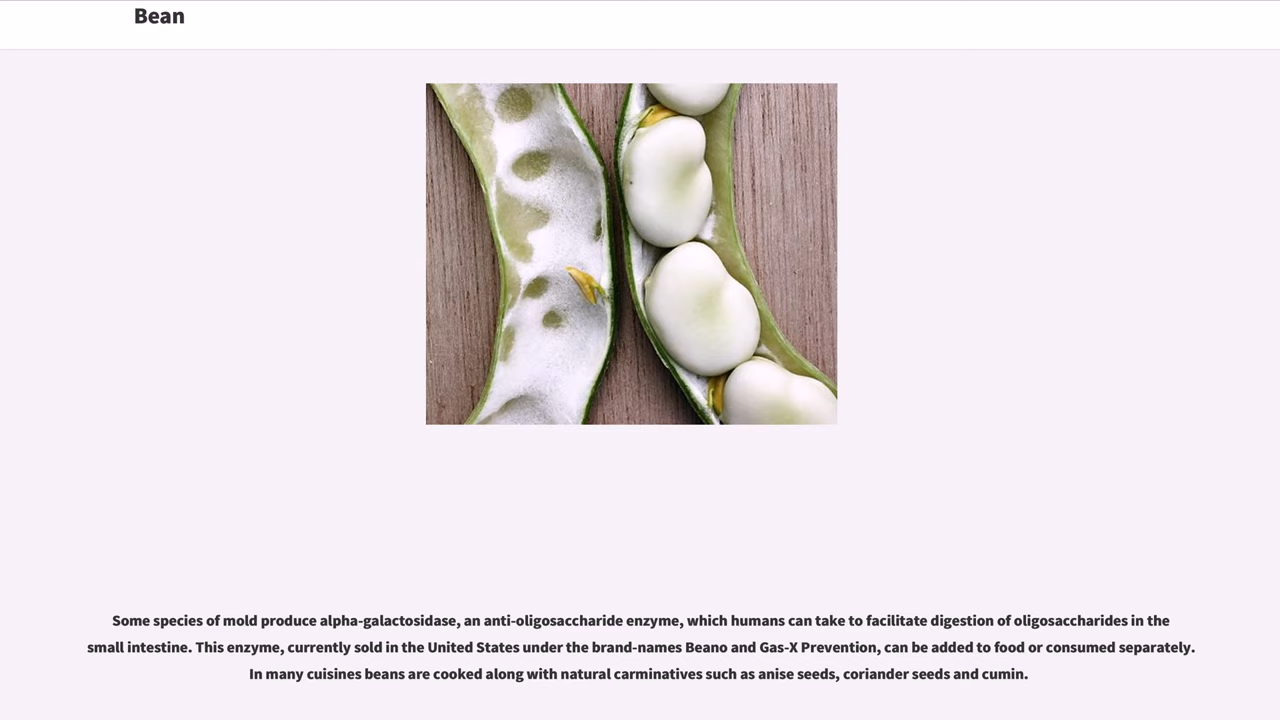 Bean
Some species of mold produce alpha-galactosidase, an anti-oligosaccharide enzyme, which humans can take to facilitate digestion of oligosaccharides in the
small intestine. This enzyme, currently sold in the United States under the brand-names Beano and Gas-X Prevention, can be added to food or consumed separately.
In many cuisines beans are cooked along with natural carminatives such as anise seeds, coriander seeds and cumin.